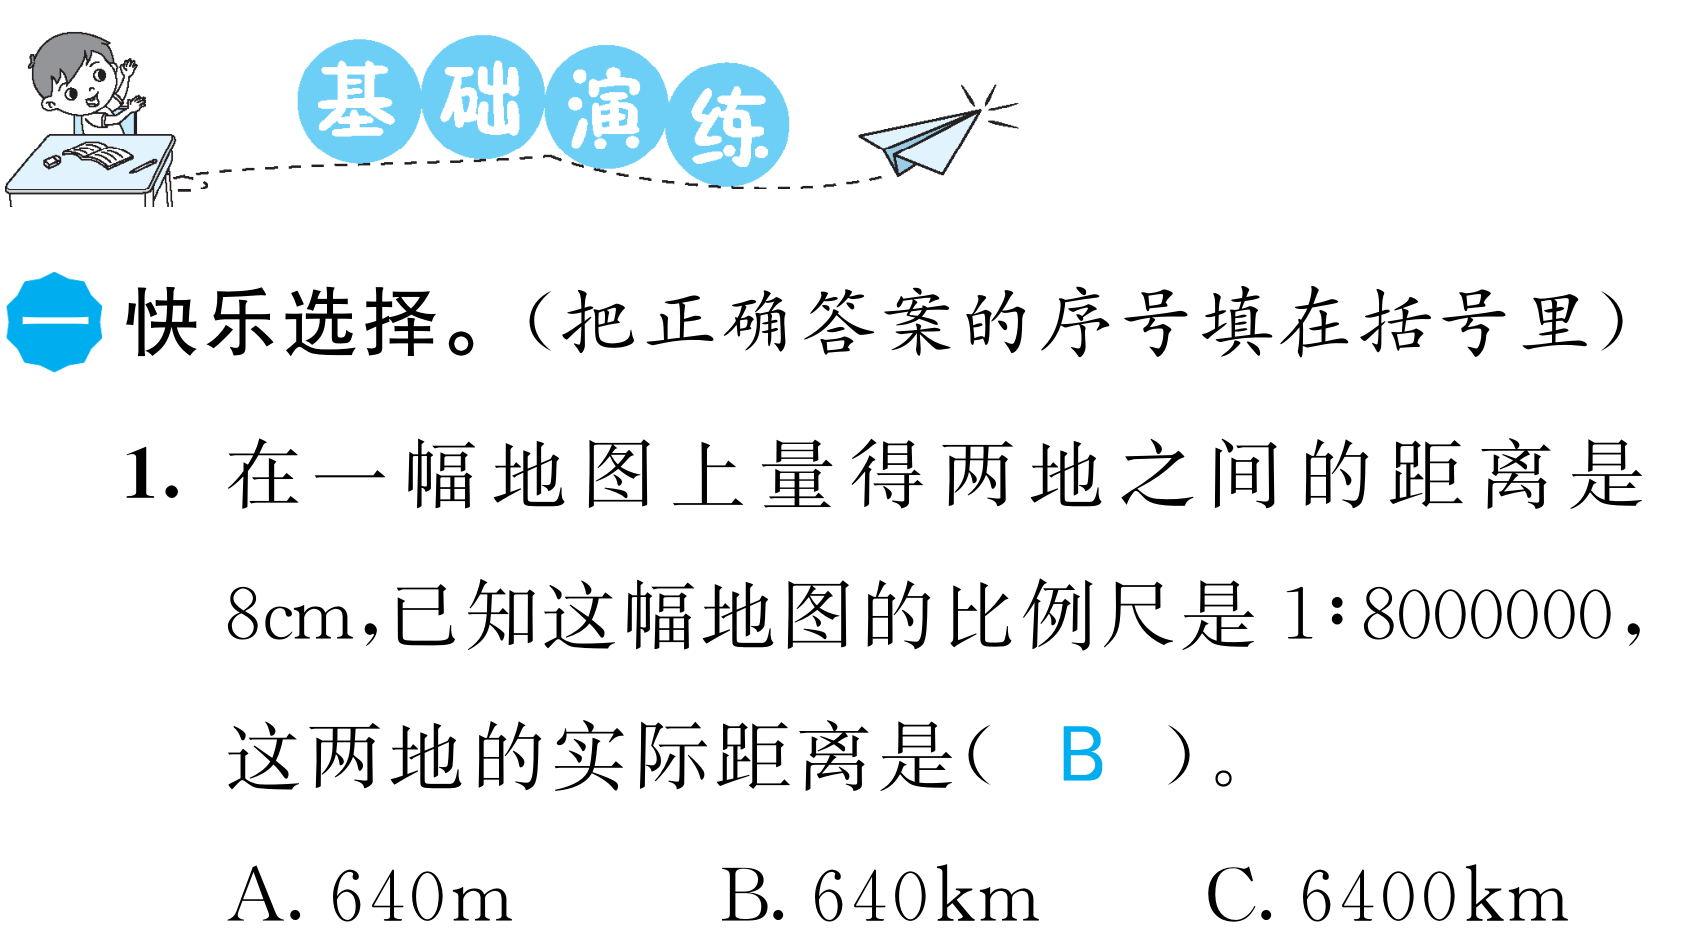 基础演练
一 快乐选择。(把正确答案的序号填在括号里)
1. 在一幅地图上量得两地之间的距离是
8cm,已知这幅地图的比例尺是 1∶8000000,
这两地的实际距离是( B )。
A. 640m B. 640km C. 6400km